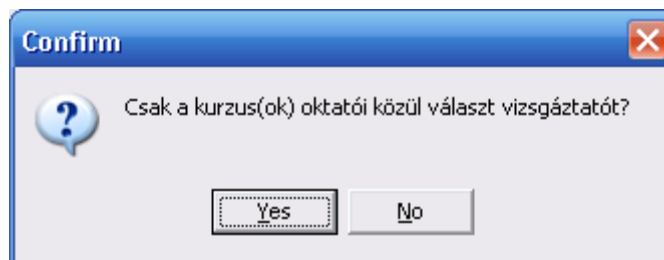 Confirm
Csak a kurzus(ok) oktatói közül választ vizsgáztatót?
Yes
No